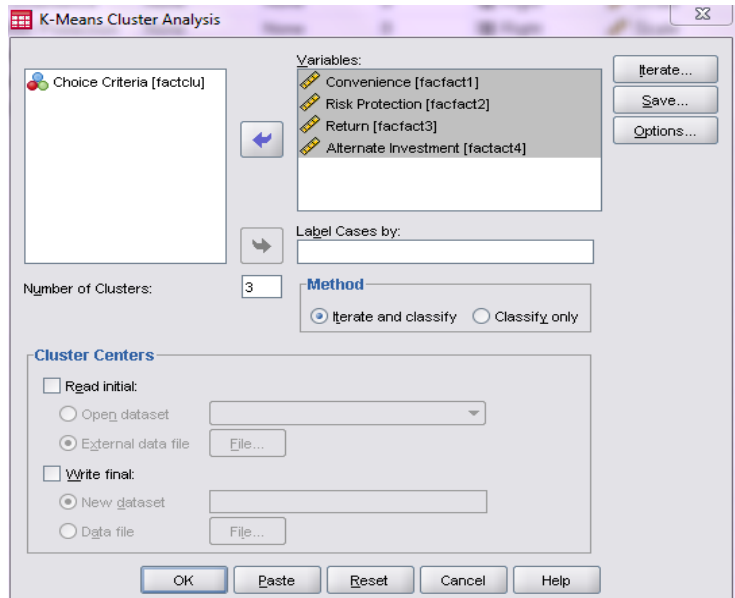 K-Means Cluster Analysis
Choice Criteria [factclu]
Variables:
Convenience [facfact1]
Risk Protection [facfact2]
Return [facfact3]
Alternate Investment [factact4]
Iterate...
Save...
Options...
Label Cases by:
Number of Clusters: 3
Method
Iterate and classify Classify only
Cluster Centers
Read initial:
Open dataset
External data file File...
Write final:
New dataset
Data file File...
OK Paste Reset Cancel Help